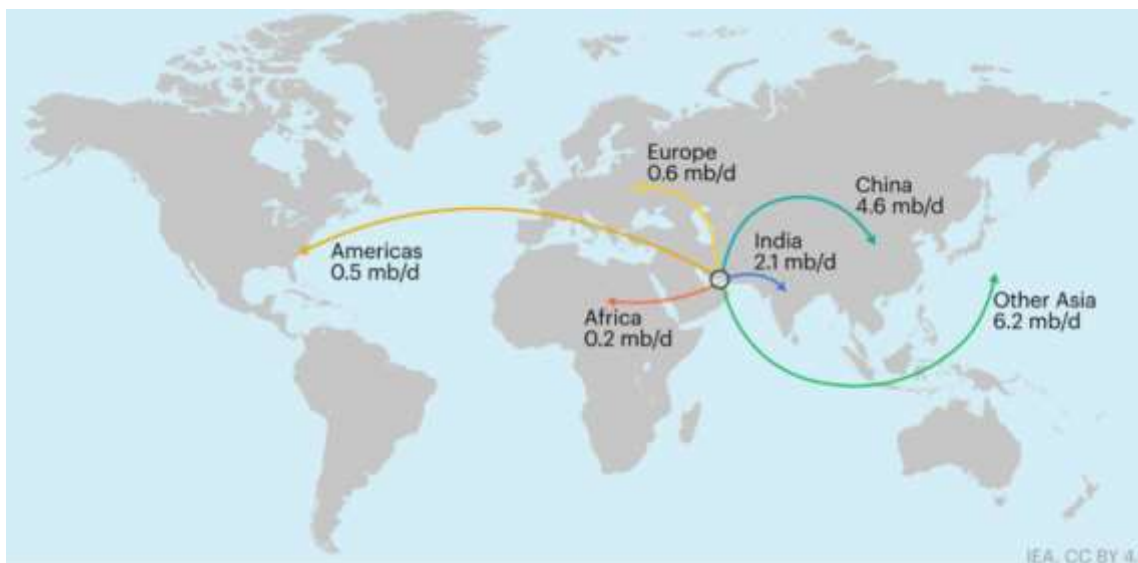 Europe
0.6 mb/d
China
4.6 mb/d
India
2.1 mb/d
Americas
0.5 mb/d
Other Asia
6.2 mb/d
Africa
0.2 mb/d
IEA. CC BY 4.